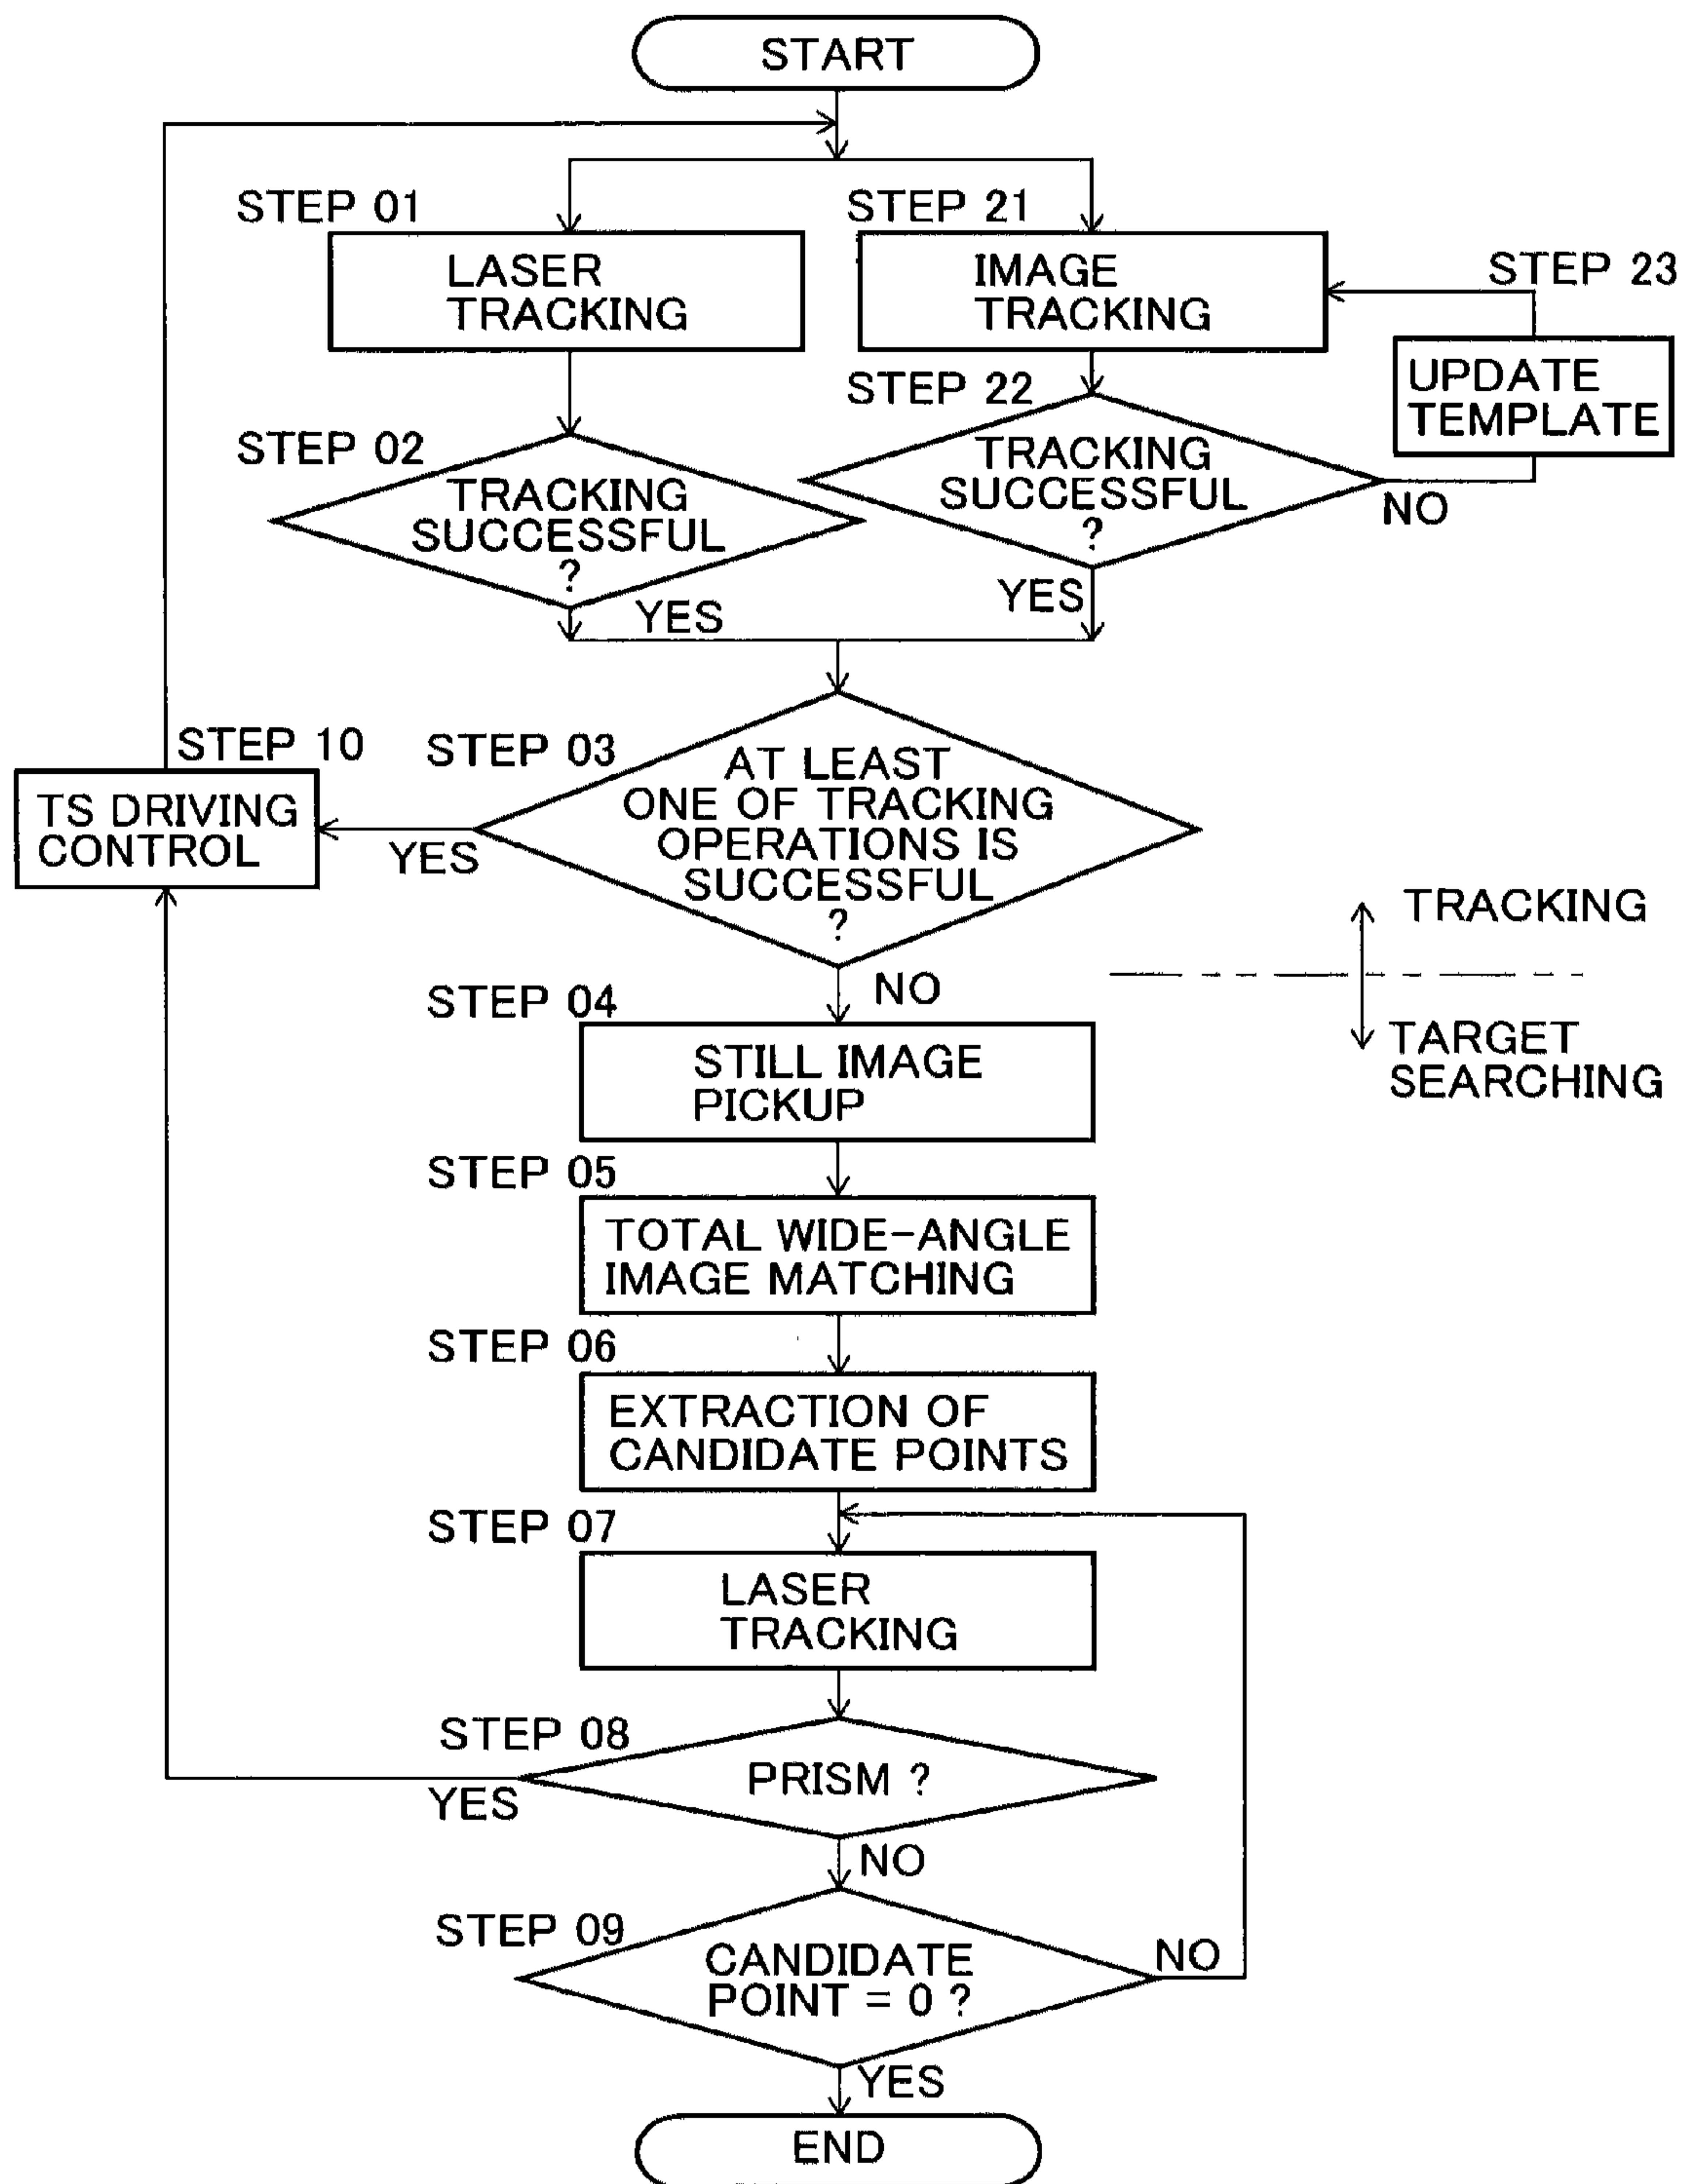 START
STEP 01
LASER
TRACKING
STEP 21
IMAGE
TRACKING
STEP 23
UPDATE
TEMPLATE
STEP 02
TRACKING
SUCCESSFUL
?
YES
STEP 22
TRACKING
SUCCESSFUL
?
NO
YES
STEP 10
TS DRIVING
CONTROL
STEP 03
AT LEAST
ONE OF TRACKING
OPERATIONS IS
SUCCESSFUL
?
YES
NO
TRACKING
TARGET
SEARCHING
STEP 04
STILL IMAGE
PICKUP
STEP 05
TOTAL WIDE-ANGLE
IMAGE MATCHING
STEP 06
EXTRACTION OF
CANDIDATE POINTS
STEP 07
LASER
TRACKING
STEP 08
PRISM ?
YES
NO
STEP 09
CANDIDATE
POINT = 0 ?
NO
YES
END